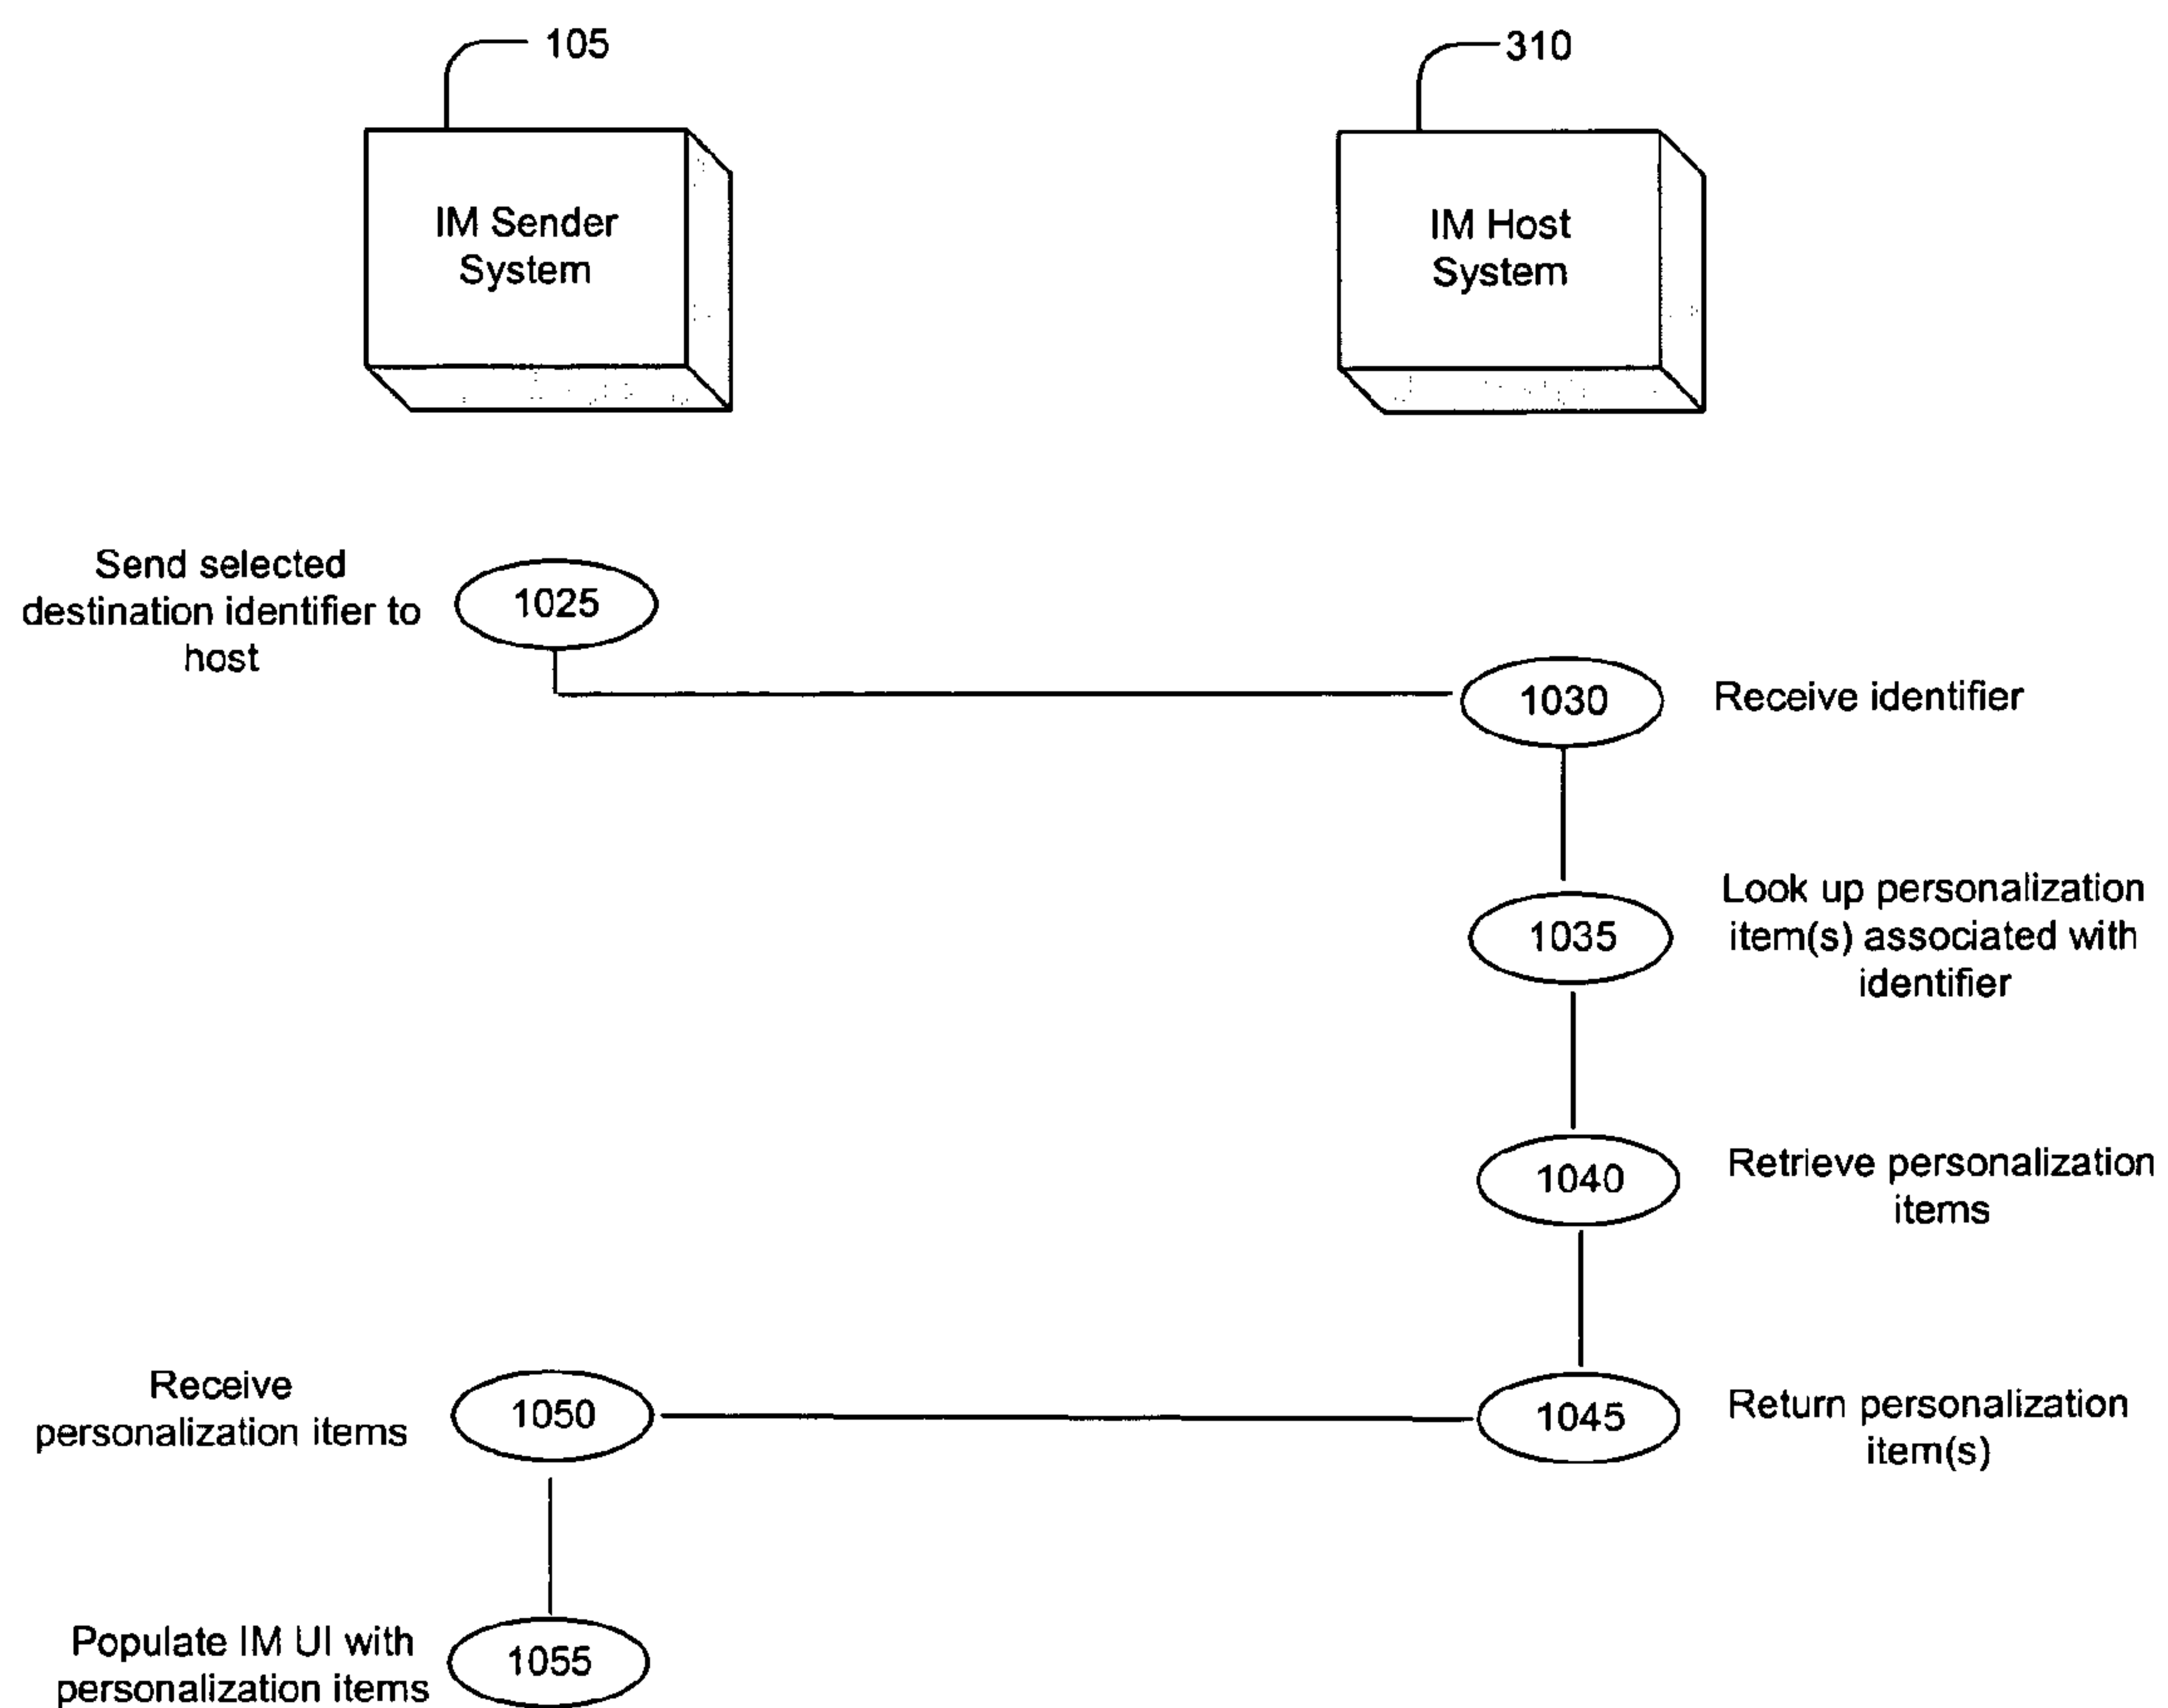 105
310
IM Sender
System
IM Host
System
Send selected
destination identifier to
host
1025
1030
Receive identifier
Look up personalization
item(s) associated with
identifier
1035
1040
Retrieve personalization
items
Receive
personalization items
1050
1045
Return personalization
item(s)
Populate IM UI with
personalization items
1055